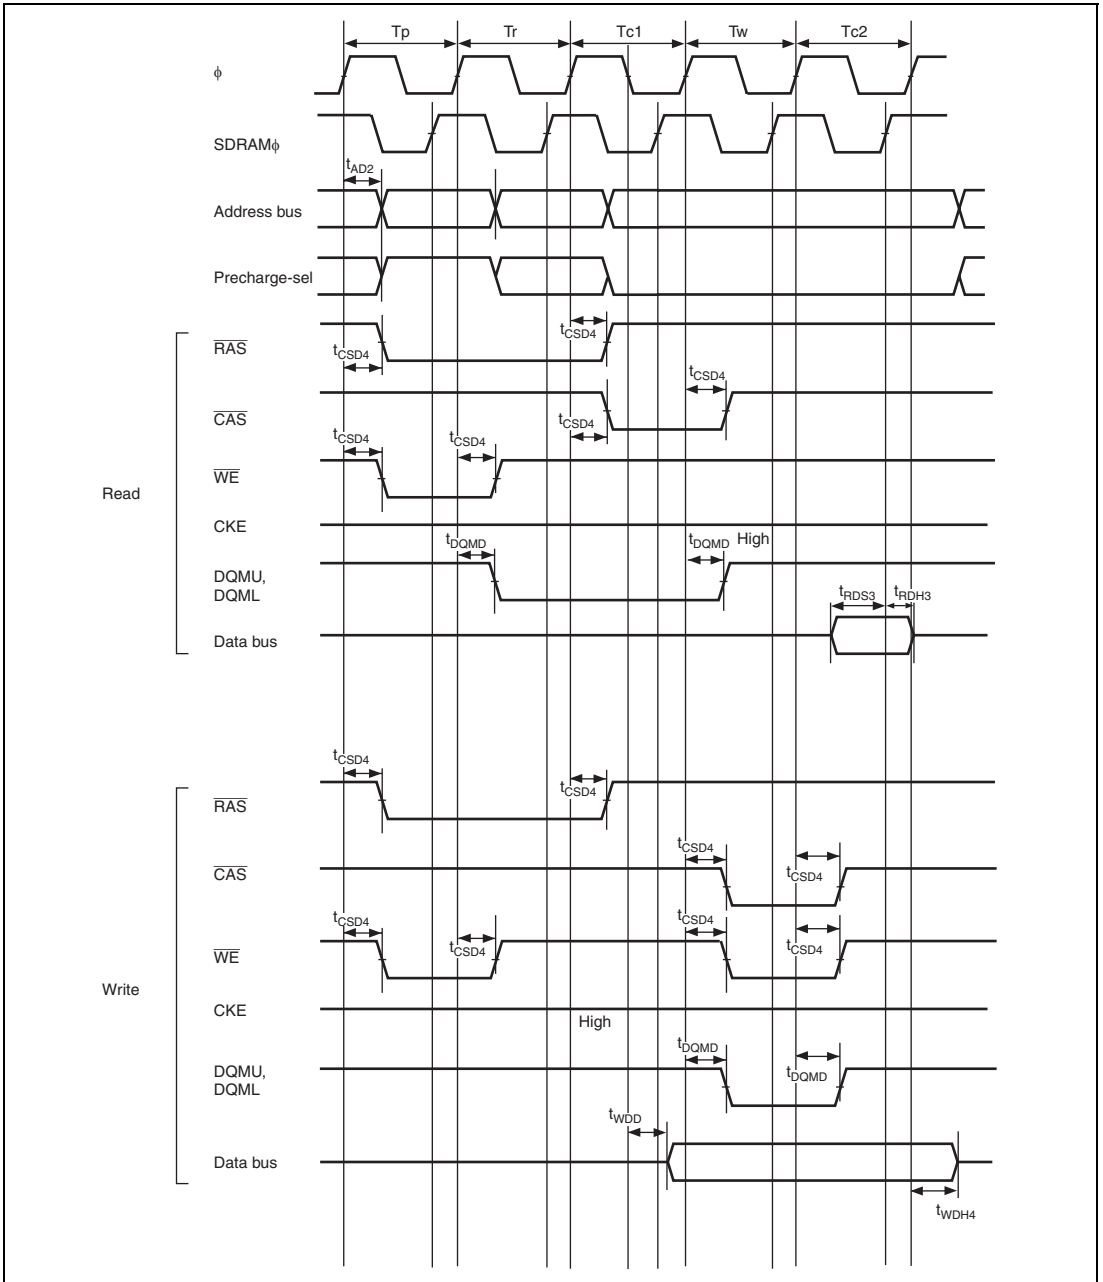 Tp Tr Tc1 Tw Tc2
ϕ
SDRAMϕ
tAD2
Address bus
Precharge-sel
tCSD4
RAS
tCSD4
tCSD4
CAS
tCSD4
tCSD4 tCSD4
WE
Read
CKE
tDQMD tDQMD High
DQMU,
DQML
tRDS3 tRDH3
Data bus
tCSD4
tCSD4
RAS
tCSD4
CAS
tCSD4
tCSD4 tCSD4
tCSD4 tCSD4
WE
Write
CKE
High
tDQMD
DQMU,
DQML
tDQMD
tWDD
Data bus
tWDH4